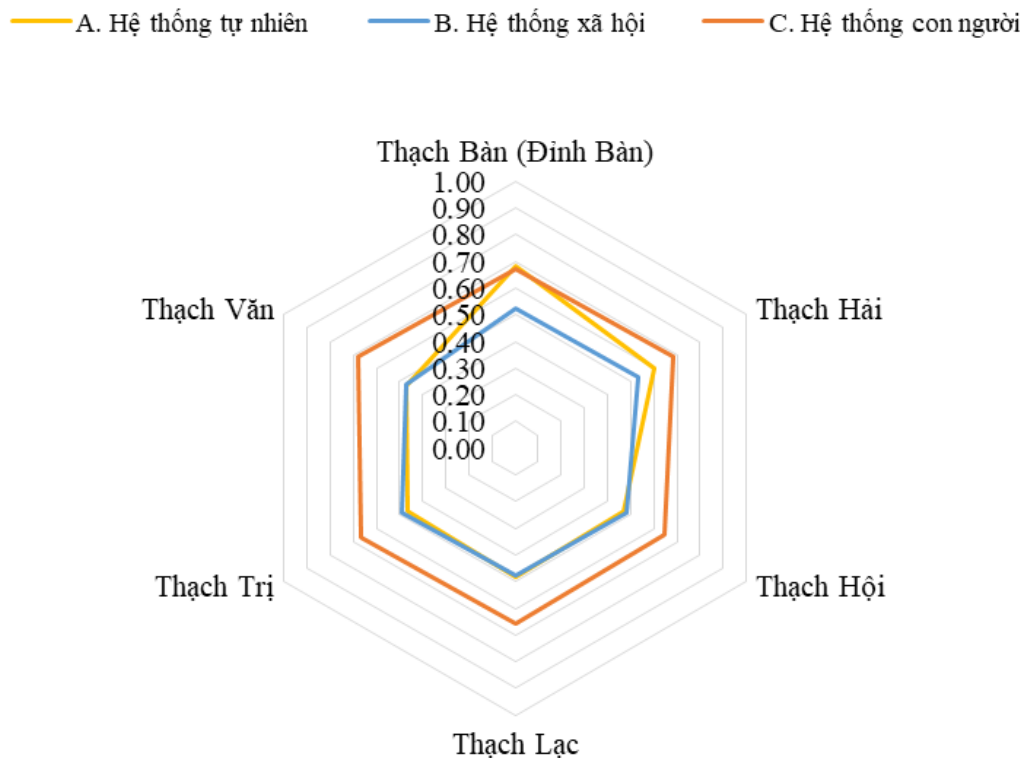 A. Hệ thống tự nhiên B. Hệ thống xã hội C. Hệ thống con người
Thạch Bàn (Đỉnh Bàn)
1.00
0.90
0.80
0.70
0.60
0.50
0.40
0.30
0.20
0.10
0.00
Thạch Văn
Thạch Hải
Thạch Trị
Thạch Hội
Thạch Lạc